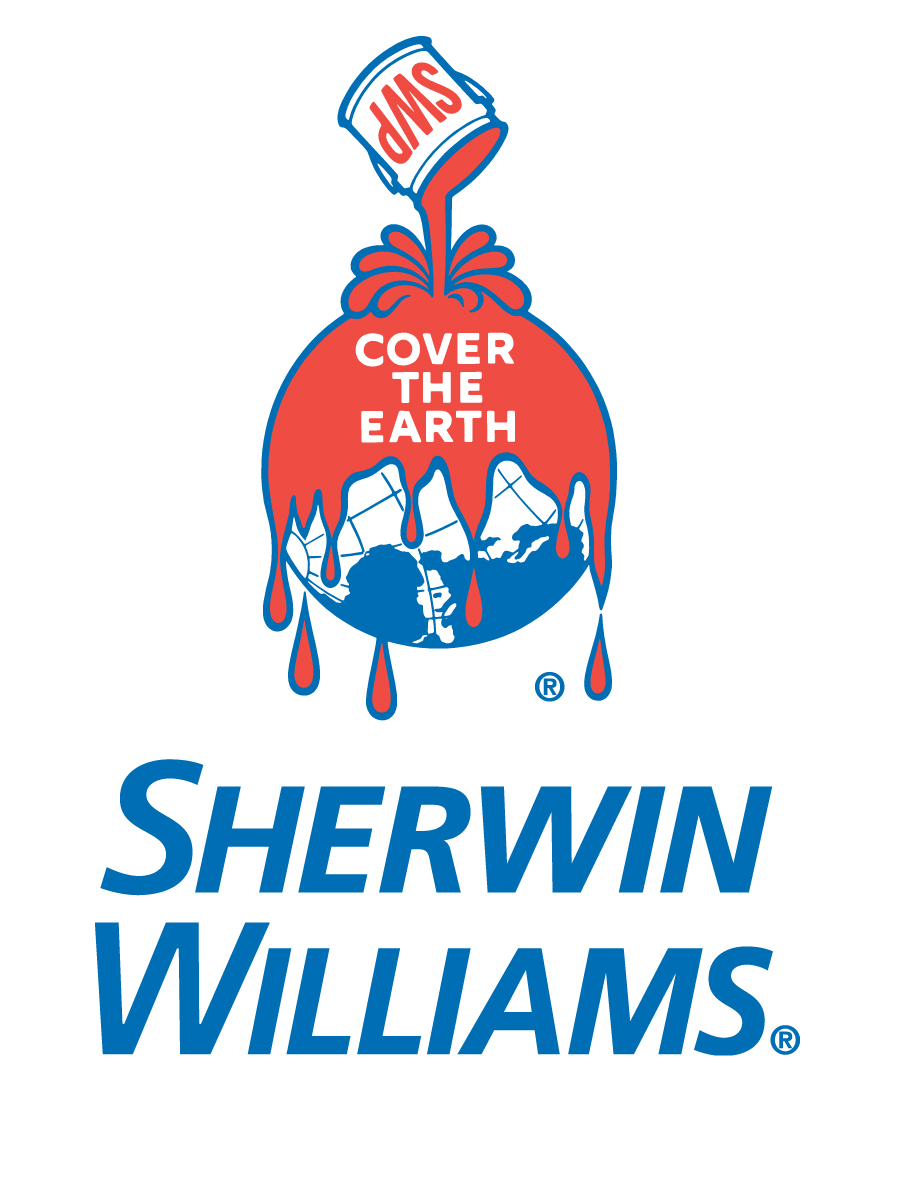 SWP
COVER
THE
EARTH
®
SHERWIN
WILLIAMS®